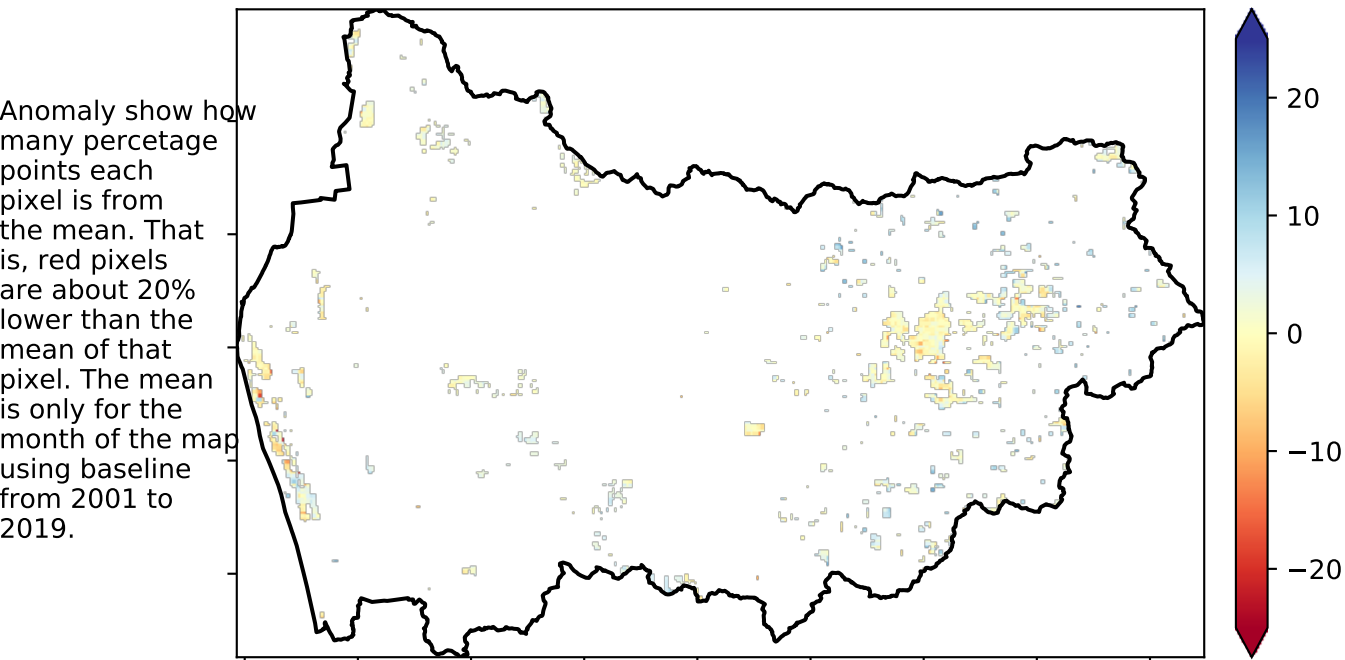 Anomaly show how
many percetage
points each
pixel is from
the mean. That
is, red pixels
are about 20%
lower than the
mean of that
pixel. The mean
is only for the
month of the map
using baseline
from 2001 to
2019.
20
10
0
−10
−20